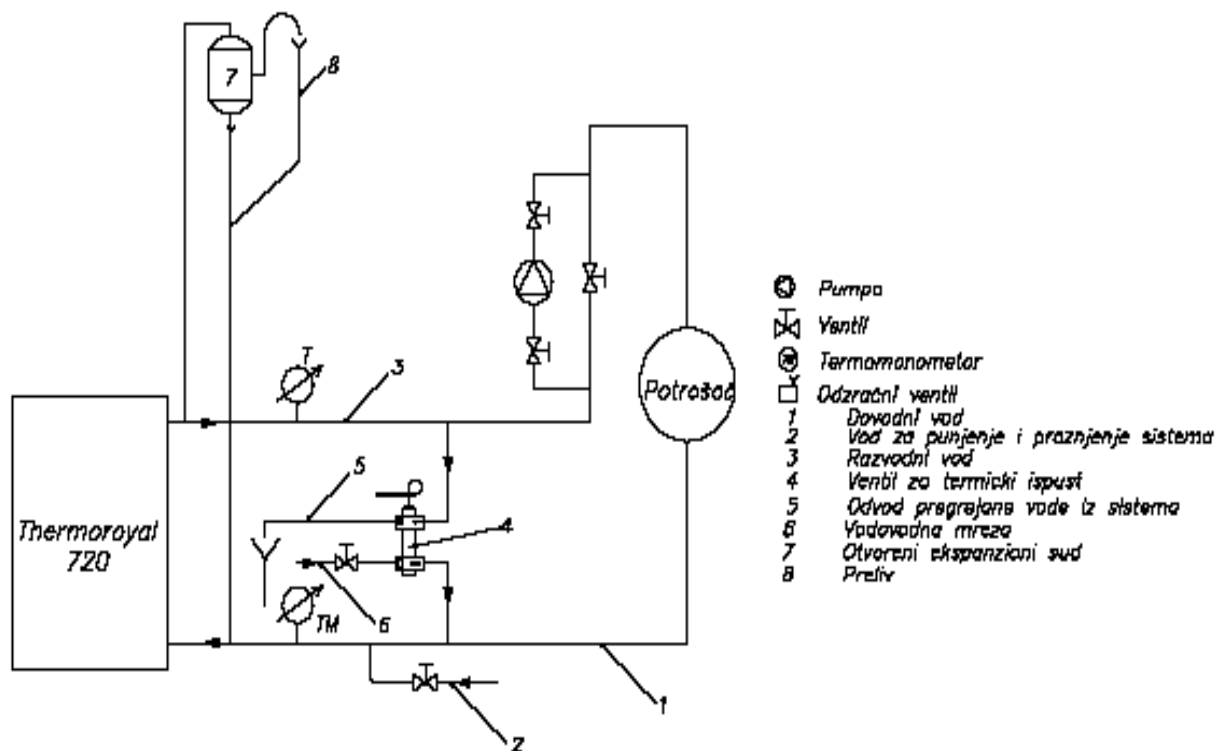 7
8
T
3
5
4
6
TM
1
2
Thermoroyal
720
Potrošač
Pumpa
Ventil
Termomanometar
Odzračni ventil
1 Dovodni vod
2 Vod za punjenje i praznjenje sistema
3 Razvodni vod
4 Ventil za termicki ispust
5 Odvod pregrejane vode iz sistema
6 Vodovodna mreza
7 Otvoreni ekspanzioni sud
8 Preliv